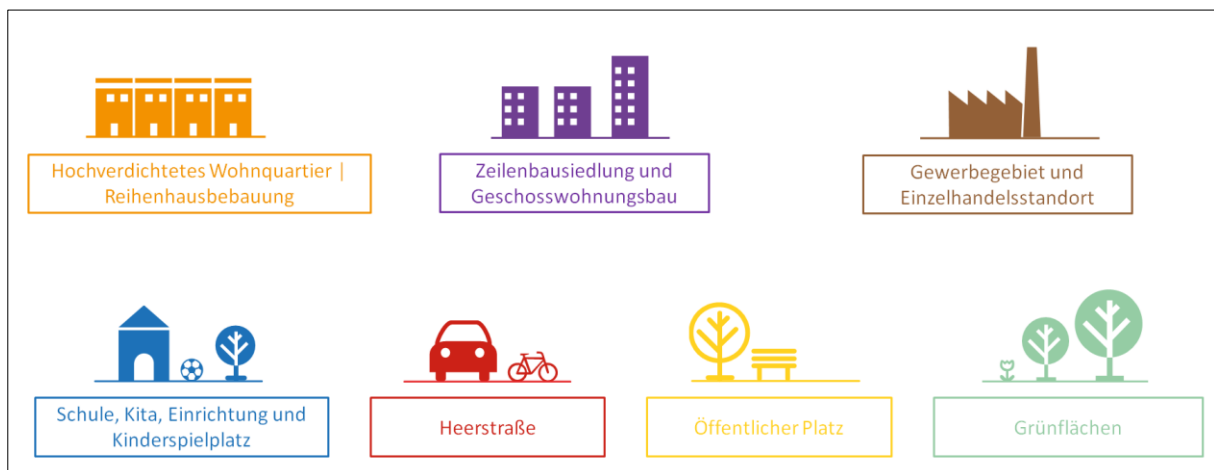 Hochverdichtetes Wohnquartier |
Reihenhausbebauung
Zeilenbausiedlung und
Geschosswohnungsbau
Gewerbegebiet und
Einzelhandelsstandort
Schule, Kita, Einrichtung und
Kinderspielplatz
Heerstraße
Öffentlicher Platz
Grünflächen